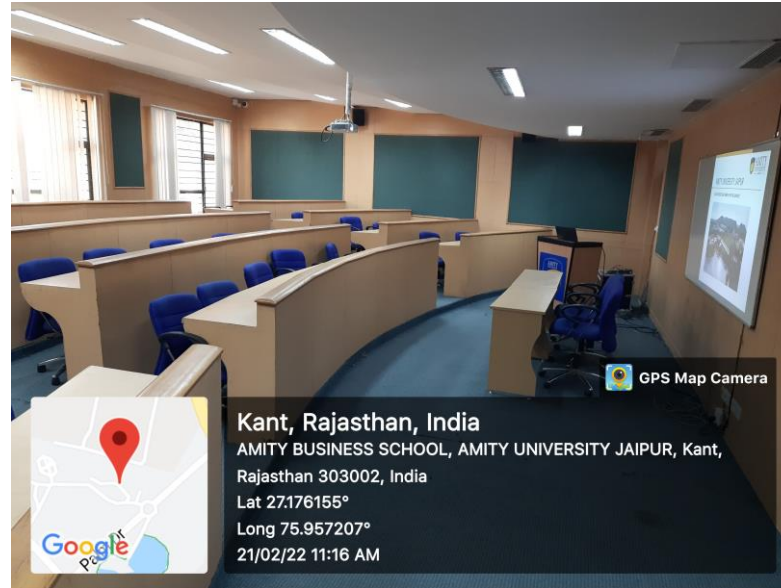 AMITY
GPS Map Camera
Kant, Rajasthan, India
AMITY BUSINESS SCHOOL, AMITY UNIVERSITY JAIPUR, Kant,
Rajasthan 303002, India
Lat 27.176155°
Long 75.957207°
21/02/22 11:16 AM
Google